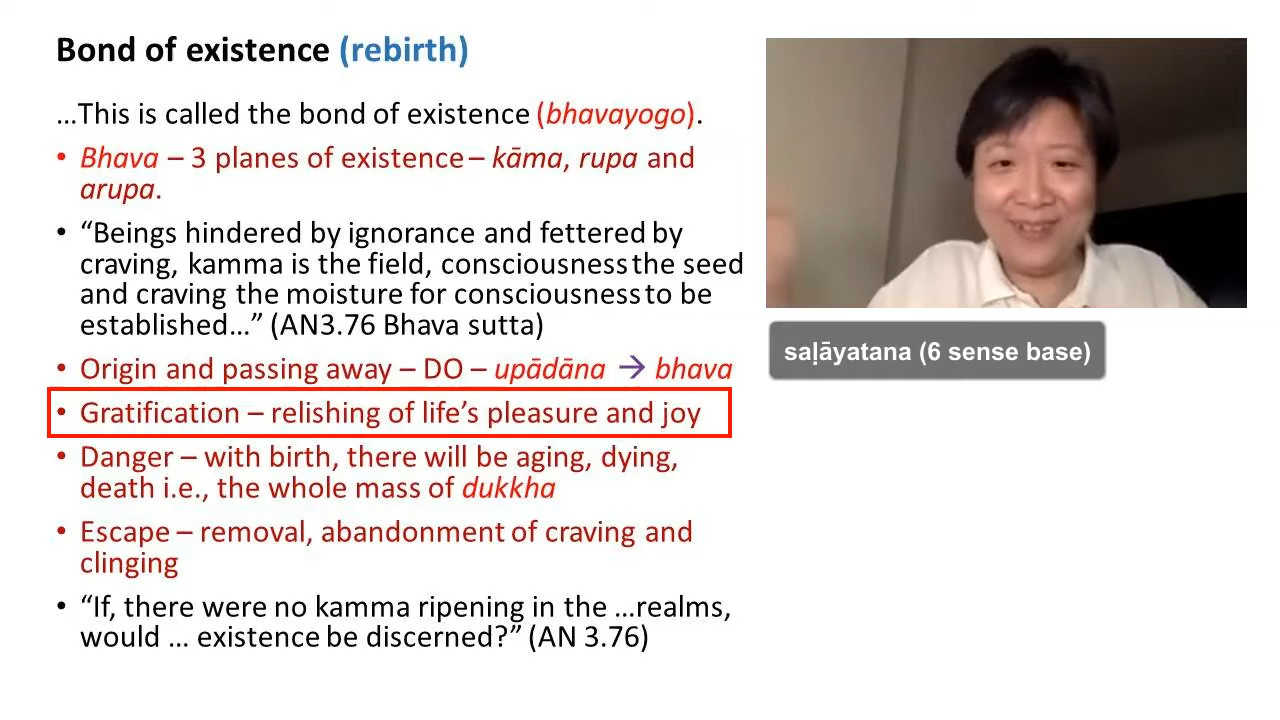 Bond of existence (rebirth)
…This is called the bond of existence (bhavayogo).
• Bhava – 3 planes of existence – kāma, rupa and
arupa.
• “Beings hindered by ignorance and fettered by
craving, kamma is the field, consciousness the seed
and craving the moisture for consciousness to be
established…” (AN3.76 Bhava sutta)
• Origin and passing away – DO – upādāna → bhava
• Gratification – relishing of life’s pleasure and joy
• Danger – with birth, there will be aging, dying,
death i.e., the whole mass of dukkha
• Escape – removal, abandonment of craving and
clinging
• “If, there were no kamma ripening in the …realms,
would … existence be discerned?” (AN 3.76)
saḷāyatana (6 sense base)